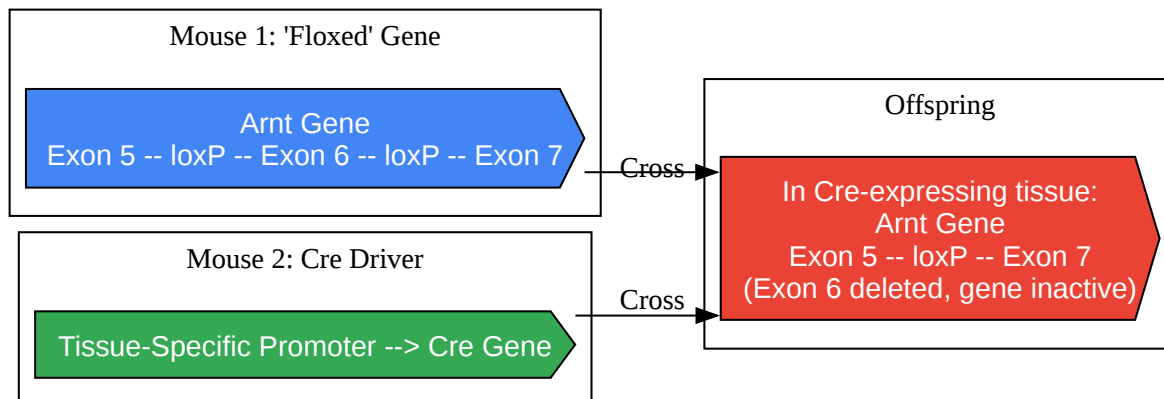 Mouse 1: 'Floxed' Gene
Arnt Gene
Exon 5 -- loxP -- Exon 6 -- loxP -- Exon 7
Cross
Mouse 2: Cre Driver
Tissue-Specific Promoter --> Cre Gene
Cross
Offspring
In Cre-expressing tissue:
Arnt Gene
Exon 5 -- loxP -- Exon 7
(Exon 6 deleted, gene inactive)